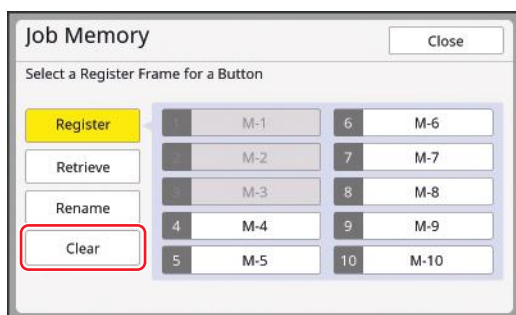 Job Memory
Close
Select a Register Frame for a Button
Register
Retrieve
Rename
Clear
1 M-1
2 M-2
3 M-3
4 M-4
5 M-5
6 M-6
7 M-7
8 M-8
9 M-9
10 M-10